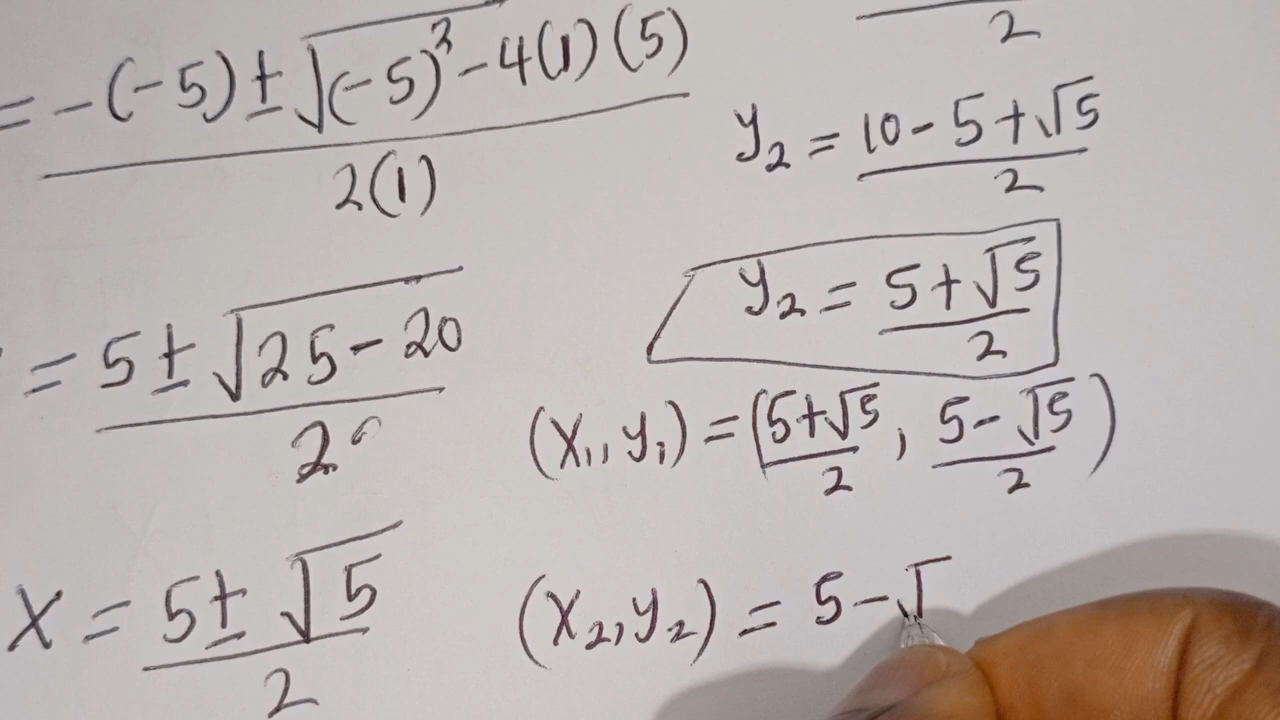 = -(-5) ± √(-5)³ - 4(1)(5)
2(1)
= 5 ± √25 - 20
2
X = 5 ± √5
2
2
y₂ = 10 - 5 + √5
2
y₂ = 5 + √5
2
(X₁, y₁) = (5+√5 / 2, 5-√5 / 2)
(X₂, y₂) = 5 - √